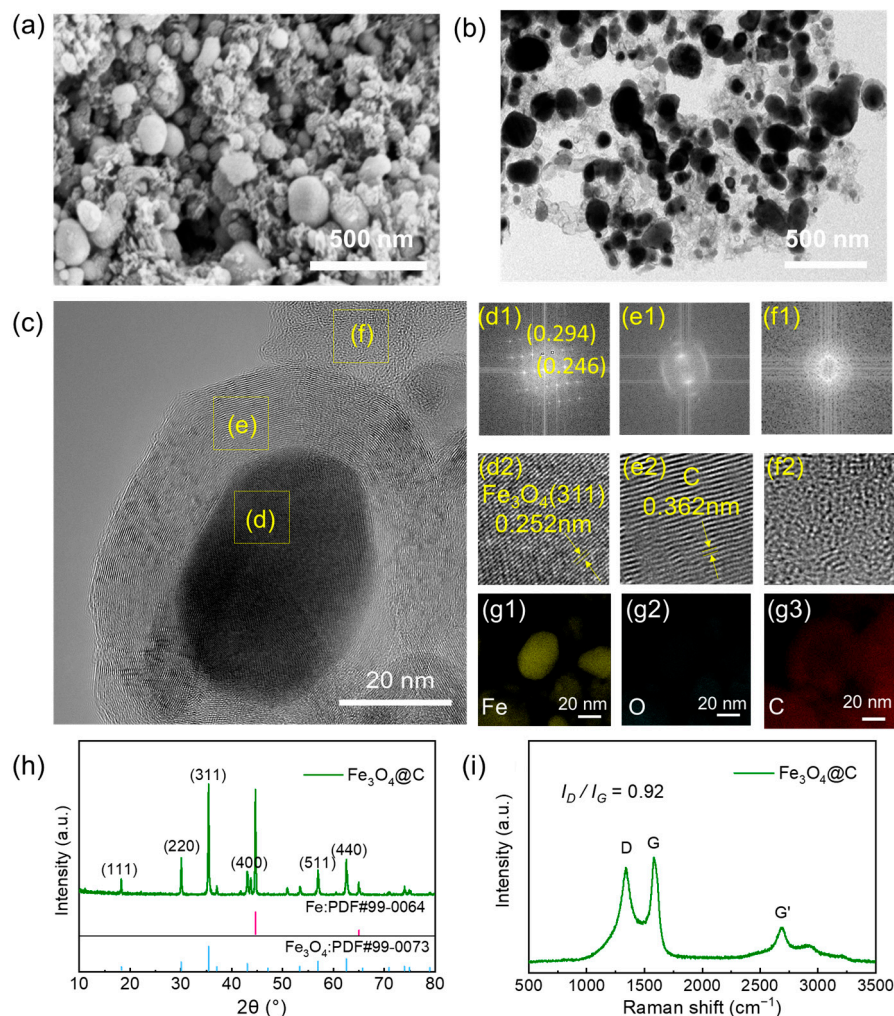 (a)
500 nm
(b)
500 nm
(c)
(f)
(e)
(d)
20 nm
(d1)
(0.294)
(0.246)
(e1)
(f1)
(d2)
Fe₃O₄(311)
0.252nm
(e2)
C
0.362nm
(f2)
(g1)
Fe
20 nm
(g2)
O
20 nm
(g3)
C
20 nm
(h)
Fe₃O₄@C
(111)
(220)
(311)
(400)
(511)
(440)
Fe:PDF#99-0064
Fe₃O₄:PDF#99-0073
Intensity (a.u.)
10 20 30 40 50 60 70 80
2θ (°)
(i)
Fe₃O₄@C
I_D / I_G = 0.92
D
G
G'
Intensity (a.u.)
500 1000 1500 2000 2500 3000 3500
Raman shift (cm⁻¹)